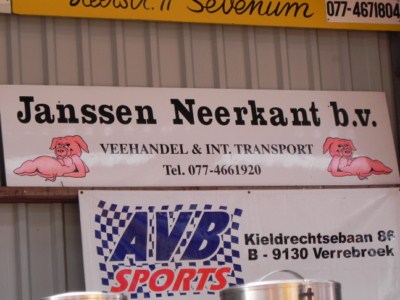 Sevenum
077-4671804
Janssen Neerkant b.v.
VEEHANDEL & INT. TRANSPORT
Tel. 077-4661920
AVB
SPORTS
Kieldrechtsebaan 86
B - 9130 Verrebroek